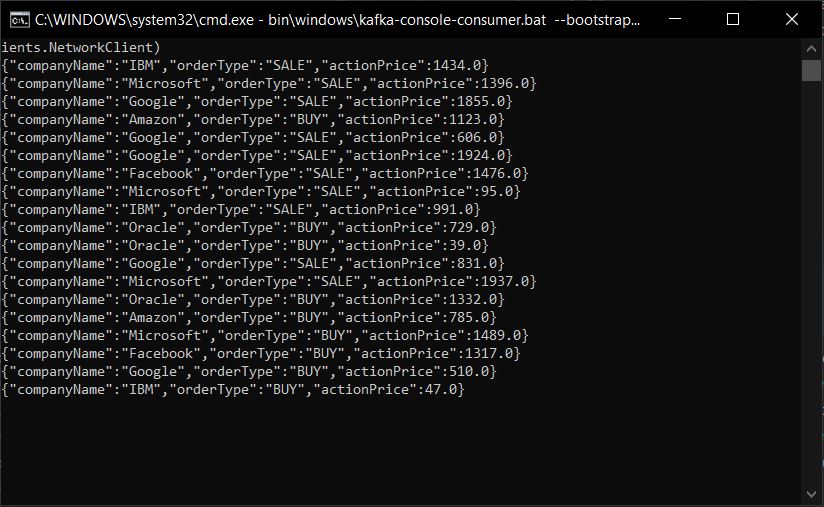 C:\WINDOWS\system32\cmd.exe - bin\windows\kafka-console-consumer.bat --bootstrap...
ients.NetworkClient)
{"companyName":"IBM","orderType":"SALE","actionPrice":1434.0}
{"companyName":"Microsoft","orderType":"SALE","actionPrice":1396.0}
{"companyName":"Google","orderType":"SALE","actionPrice":1855.0}
{"companyName":"Amazon","orderType":"BUY","actionPrice":1123.0}
{"companyName":"Google","orderType":"SALE","actionPrice":606.0}
{"companyName":"Google","orderType":"SALE","actionPrice":1924.0}
{"companyName":"Facebook","orderType":"SALE","actionPrice":1476.0}
{"companyName":"Microsoft","orderType":"SALE","actionPrice":95.0}
{"companyName":"IBM","orderType":"SALE","actionPrice":991.0}
{"companyName":"Oracle","orderType":"BUY","actionPrice":729.0}
{"companyName":"Oracle","orderType":"BUY","actionPrice":39.0}
{"companyName":"Google","orderType":"SALE","actionPrice":831.0}
{"companyName":"Microsoft","orderType":"SALE","actionPrice":1937.0}
{"companyName":"Oracle","orderType":"BUY","actionPrice":1332.0}
{"companyName":"Amazon","orderType":"BUY","actionPrice":785.0}
{"companyName":"Microsoft","orderType":"BUY","actionPrice":1489.0}
{"companyName":"Facebook","orderType":"BUY","actionPrice":1317.0}
{"companyName":"Google","orderType":"BUY","actionPrice":510.0}
{"companyName":"IBM","orderType":"BUY","actionPrice":47.0}